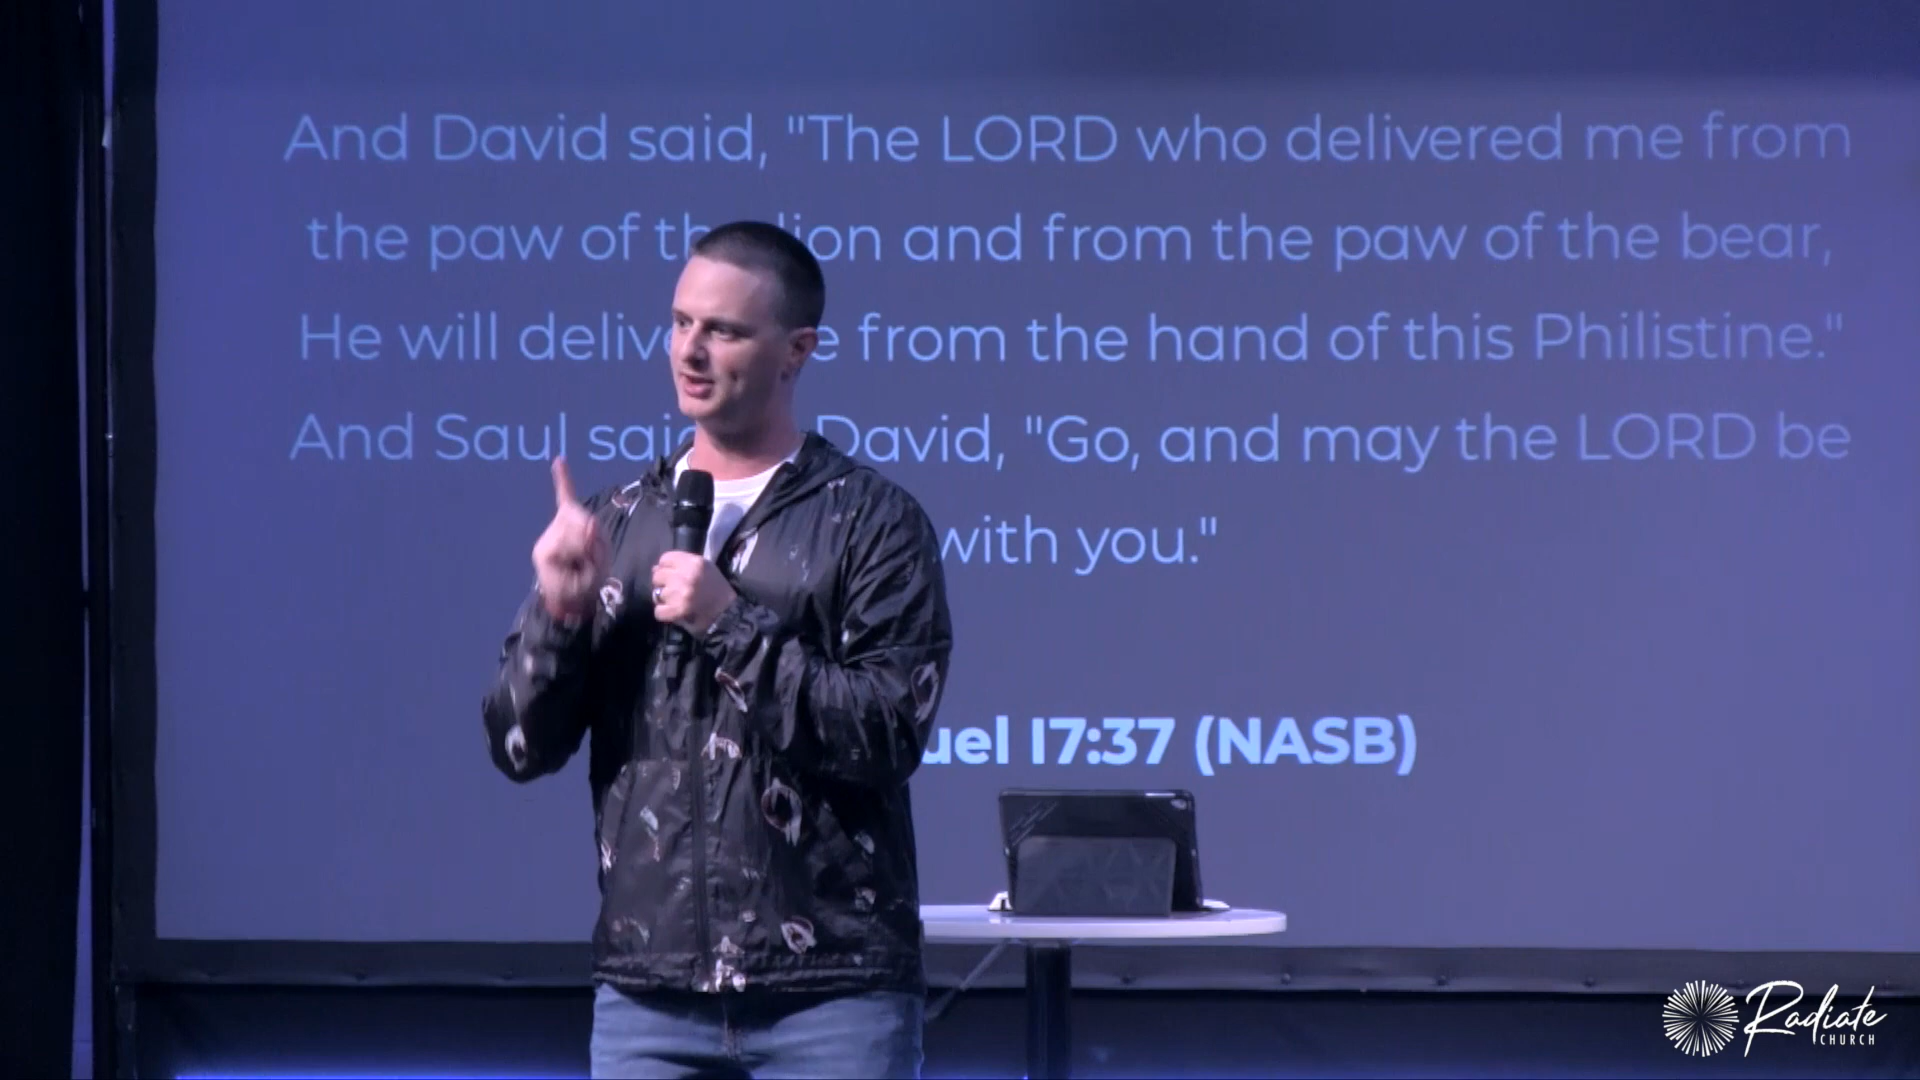 And David said, "The LORD who delivered me from
the paw of th lion and from the paw of the bear,
He will delive e from the hand of this Philistine."
And Saul said David, "Go, and may the LORD be
with you."
uel 17:37 (NASB)
Radiate
CHURCH